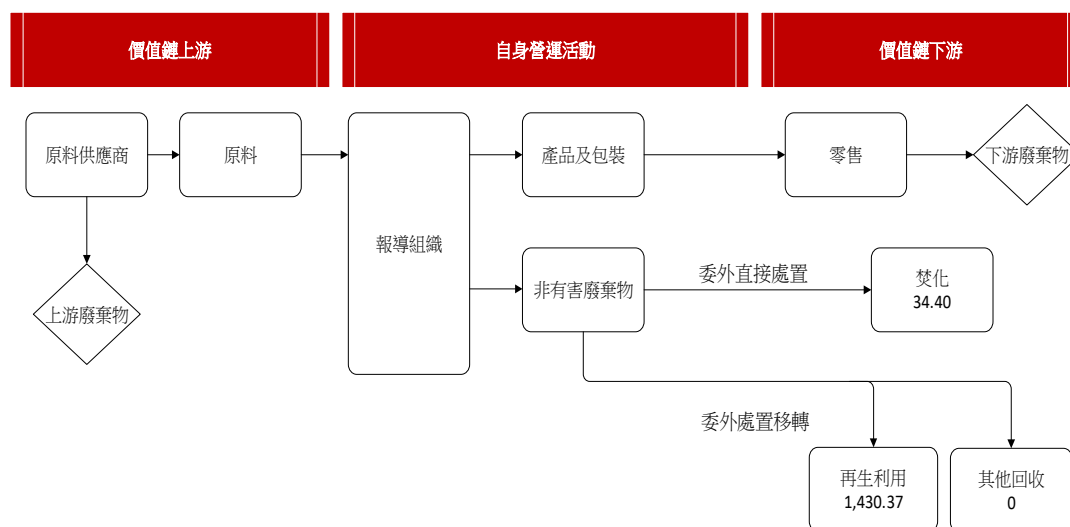 價值鏈上游
自身營運活動
價值鏈下游
原料供應商
原料
產品及包裝
零售
下游廢棄物
報導組織
非有害廢棄物
委外直接處置
焚化
34.40
上游廢棄物
委外處置移轉
再生利用
1,430.37
其他回收
0